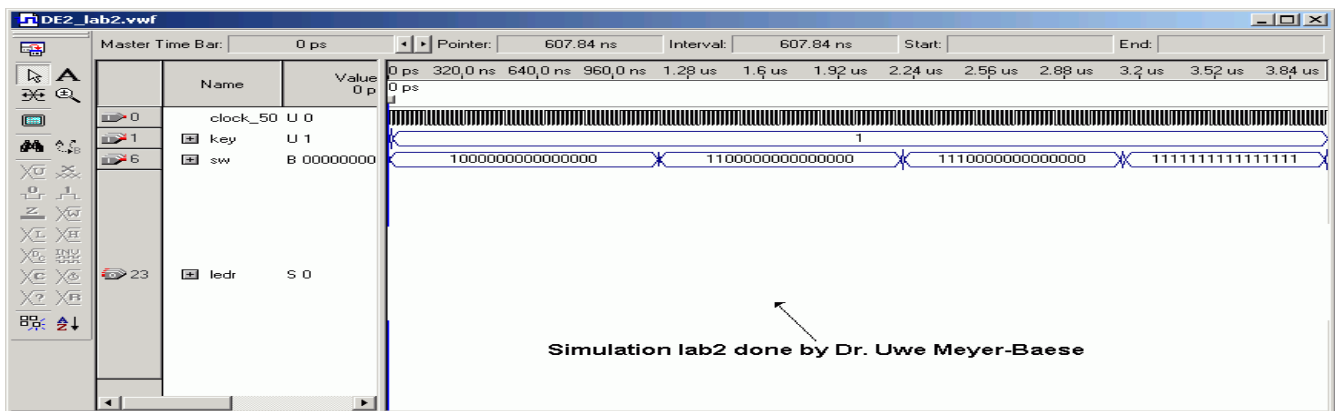 DE2_lab2.vwf
Master Time Bar: 0 ps Pointer: 607.84 ns Interval: 607.84 ns Start: End:
Name Value 0 p
0 ps 320,0 ns 640,0 ns 960,0 ns 1.28 us 1.6 us 1.92 us 2.24 us 2.56 us 2.88 us 3.2 us 3.52 us 3.84 us
0 ps
0 clock_50 U 0
1 key U 1 1
6 sw B 00000000 1000000000000000 1100000000000000 1110000000000000 1111111111111111
23 ledr S 0
Simulation lab2 done by Dr. Uwe Meyer-Baese